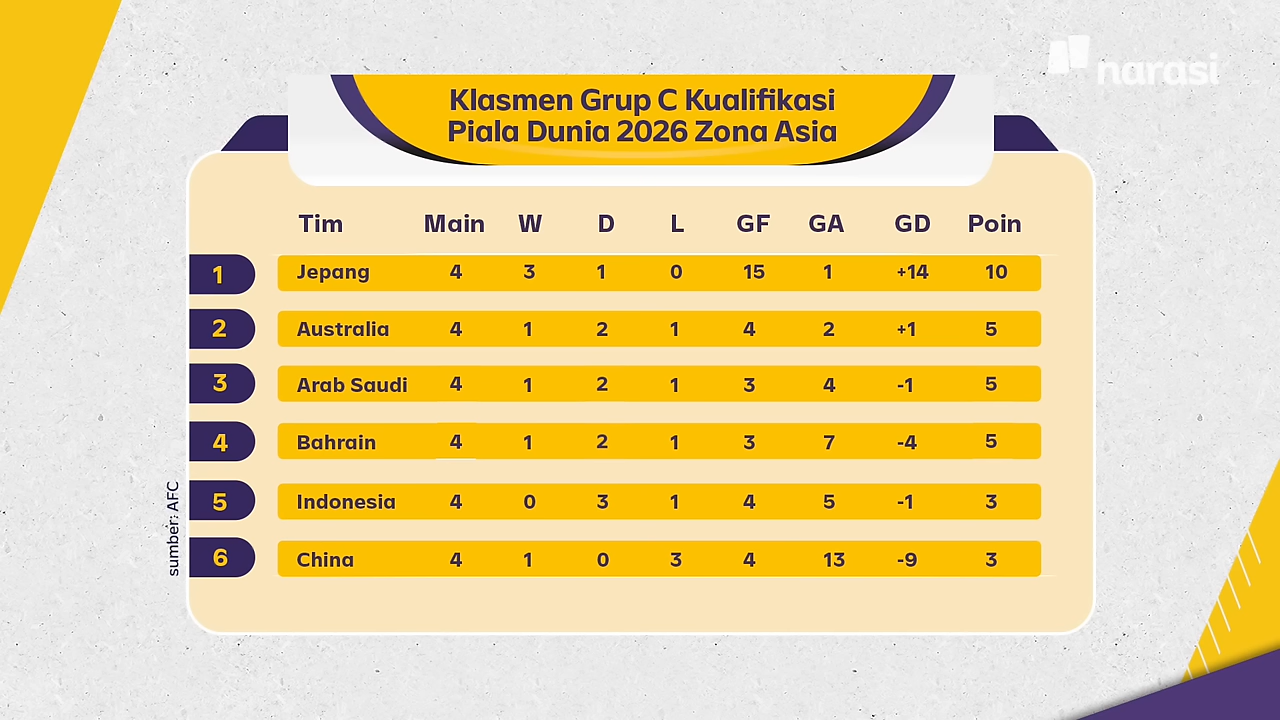 narasi
Klasmen Grup C Kualifikasi
Piala Dunia 2026 Zona Asia
Tim Main W D L GF GA GD Poin
1 Jepang 4 3 1 0 15 1 +14 10
2 Australia 4 1 2 1 4 2 +1 5
3 Arab Saudi 4 1 2 1 3 4 -1 5
4 Bahrain 4 1 2 1 3 7 -4 5
5 Indonesia 4 0 3 1 4 5 -1 3
6 China 4 1 0 3 4 13 -9 3
sumber: AFC